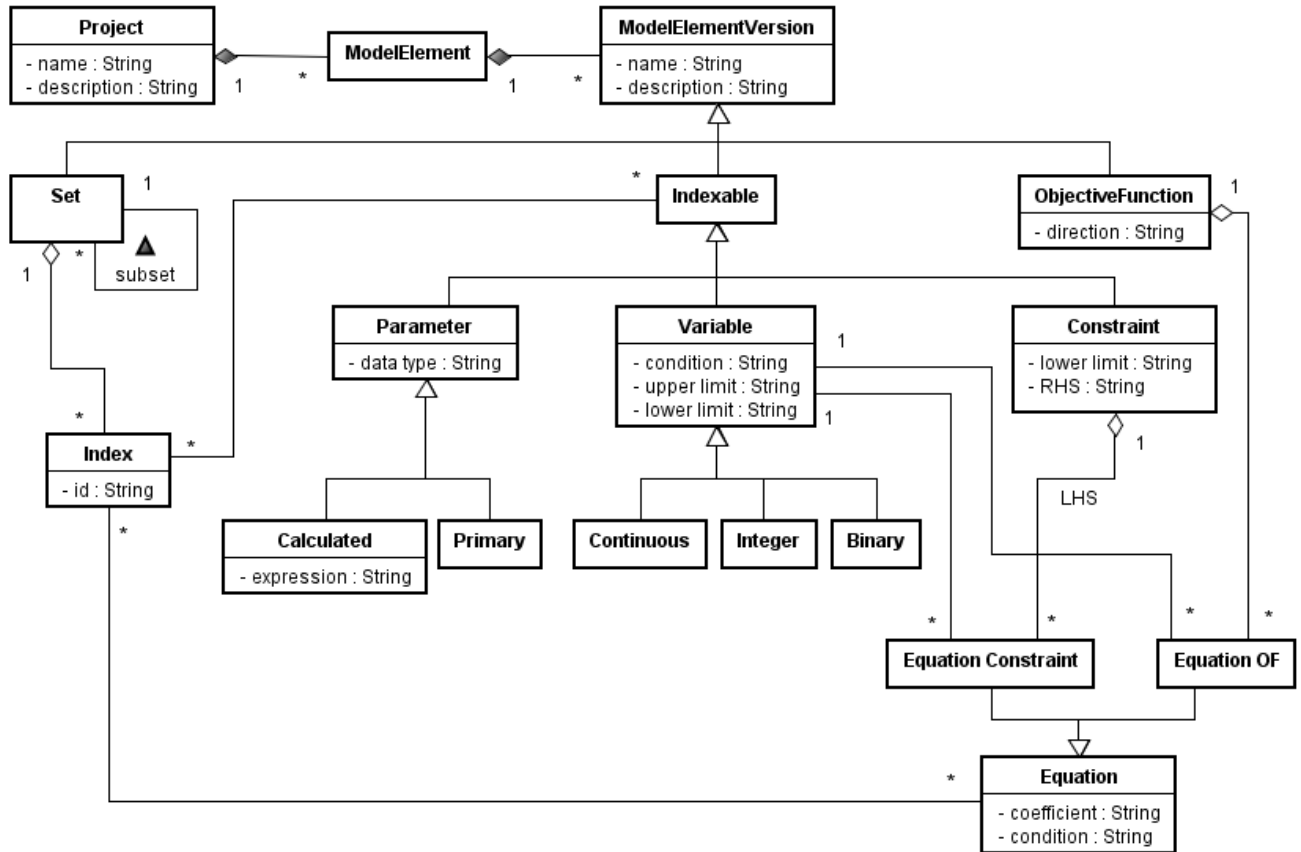 Project
- name : String
- description : String
1
*
ModelElement
1
*
ModelElementVersion
- name : String
- description : String
Set
1
*
1
subset
*
Indexable
ObjectiveFunction
- direction : String
1
Parameter
- data type : String
Variable
- condition : String
- upper limit : String
- lower limit : String
1
1
Constraint
- lower limit : String
- RHS : String
1
LHS
*
Index
- id : String
*
*
Calculated
- expression : String
Primary
Continuous
Integer
Binary
*
*
*
*
Equation Constraint
Equation OF
*
Equation
- coefficient : String
- condition : String